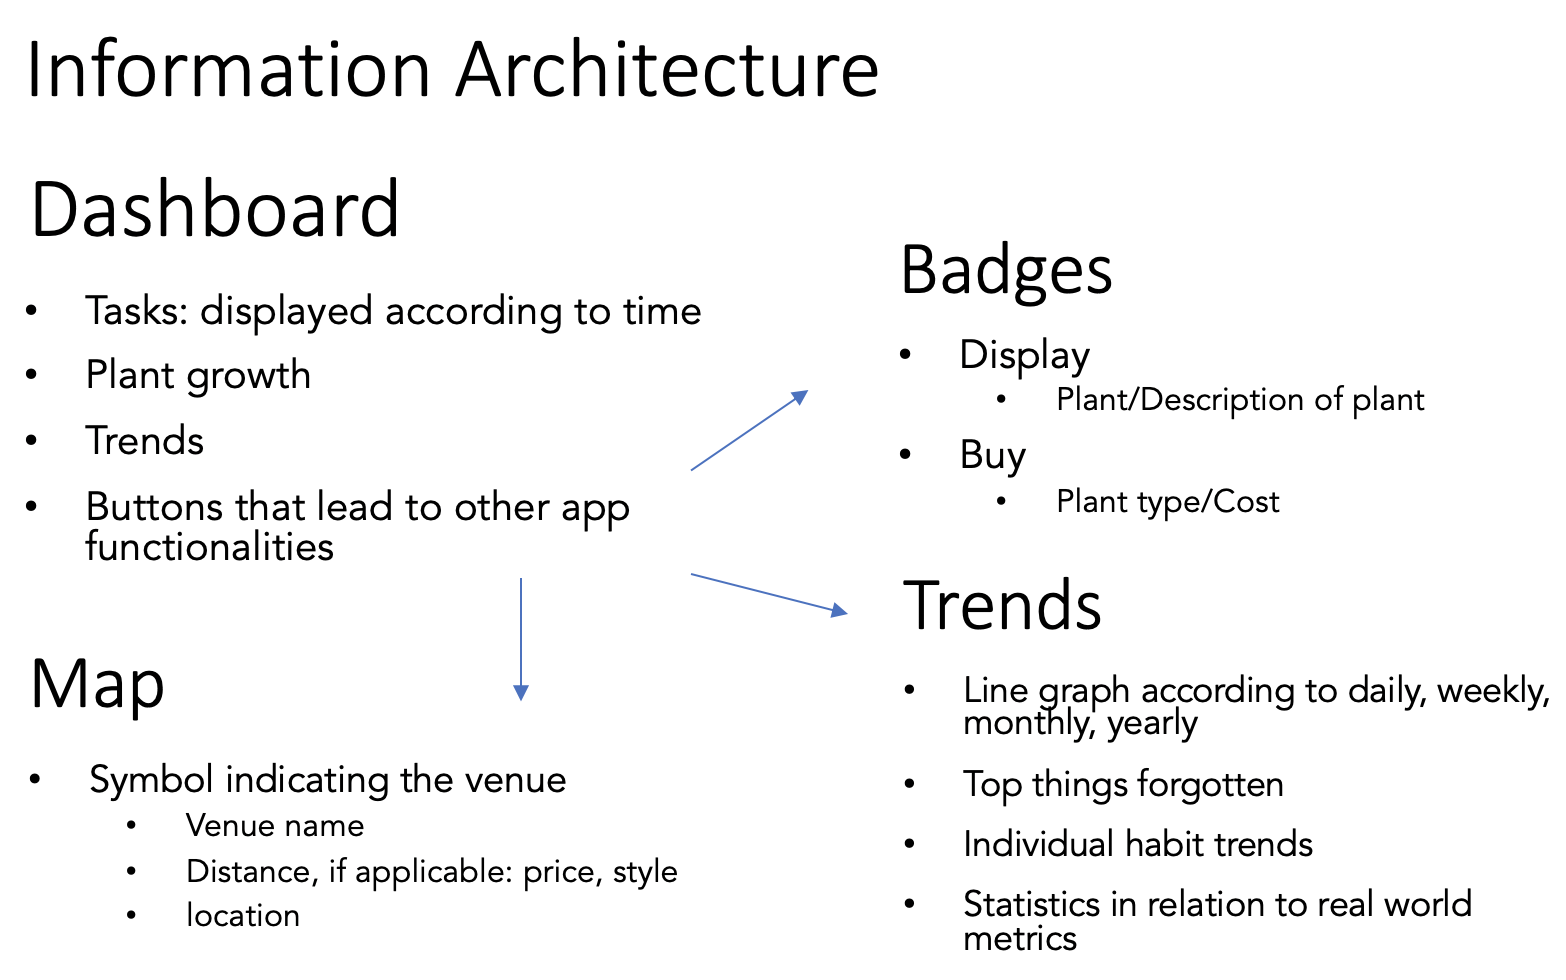 Information Architecture
Dashboard
• Tasks: displayed according to time
• Plant growth
• Trends
• Buttons that lead to other app
functionalities
Map
• Symbol indicating the venue
• Venue name
• Distance, if applicable: price, style
• location
Badges
• Display
• Plant/Description of plant
• Buy
• Plant type/Cost
Trends
• Line graph according to daily, weekly,
monthly, yearly
• Top things forgotten
• Individual habit trends
• Statistics in relation to real world
metrics